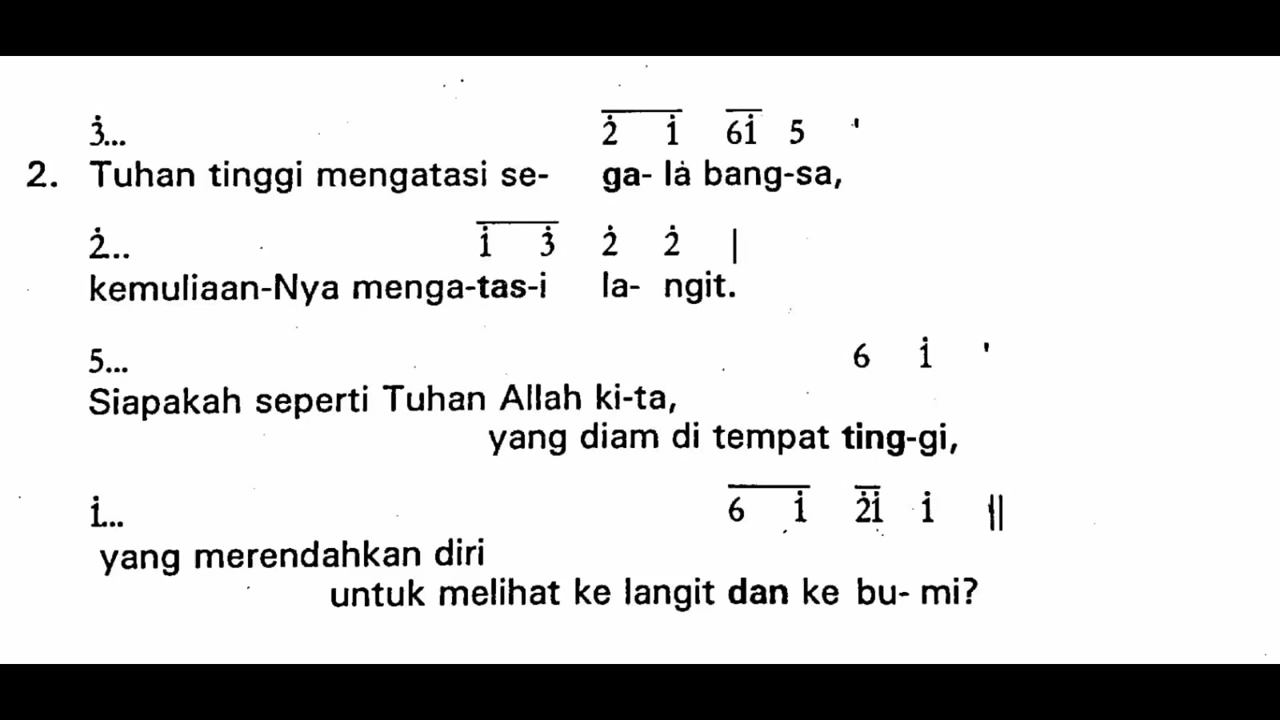 3̇... 2̇ 1̇ 61̇ 5 '
2. Tuhan tinggi mengatasi se- ga- la bang-sa,
2̇... 1̇ 3̇ 2̇ 2̇ |
kemuliaan-Nya menga-tas-i la- ngit.
5... 6 1̇ '
Siapakah seperti Tuhan Allah ki-ta,
yang diam di tempat ting-gi,
1̇... 6 1̇ 2̇1̇ 1̇ ||
yang merendahkan diri
untuk melihat ke langit dan ke bu- mi?